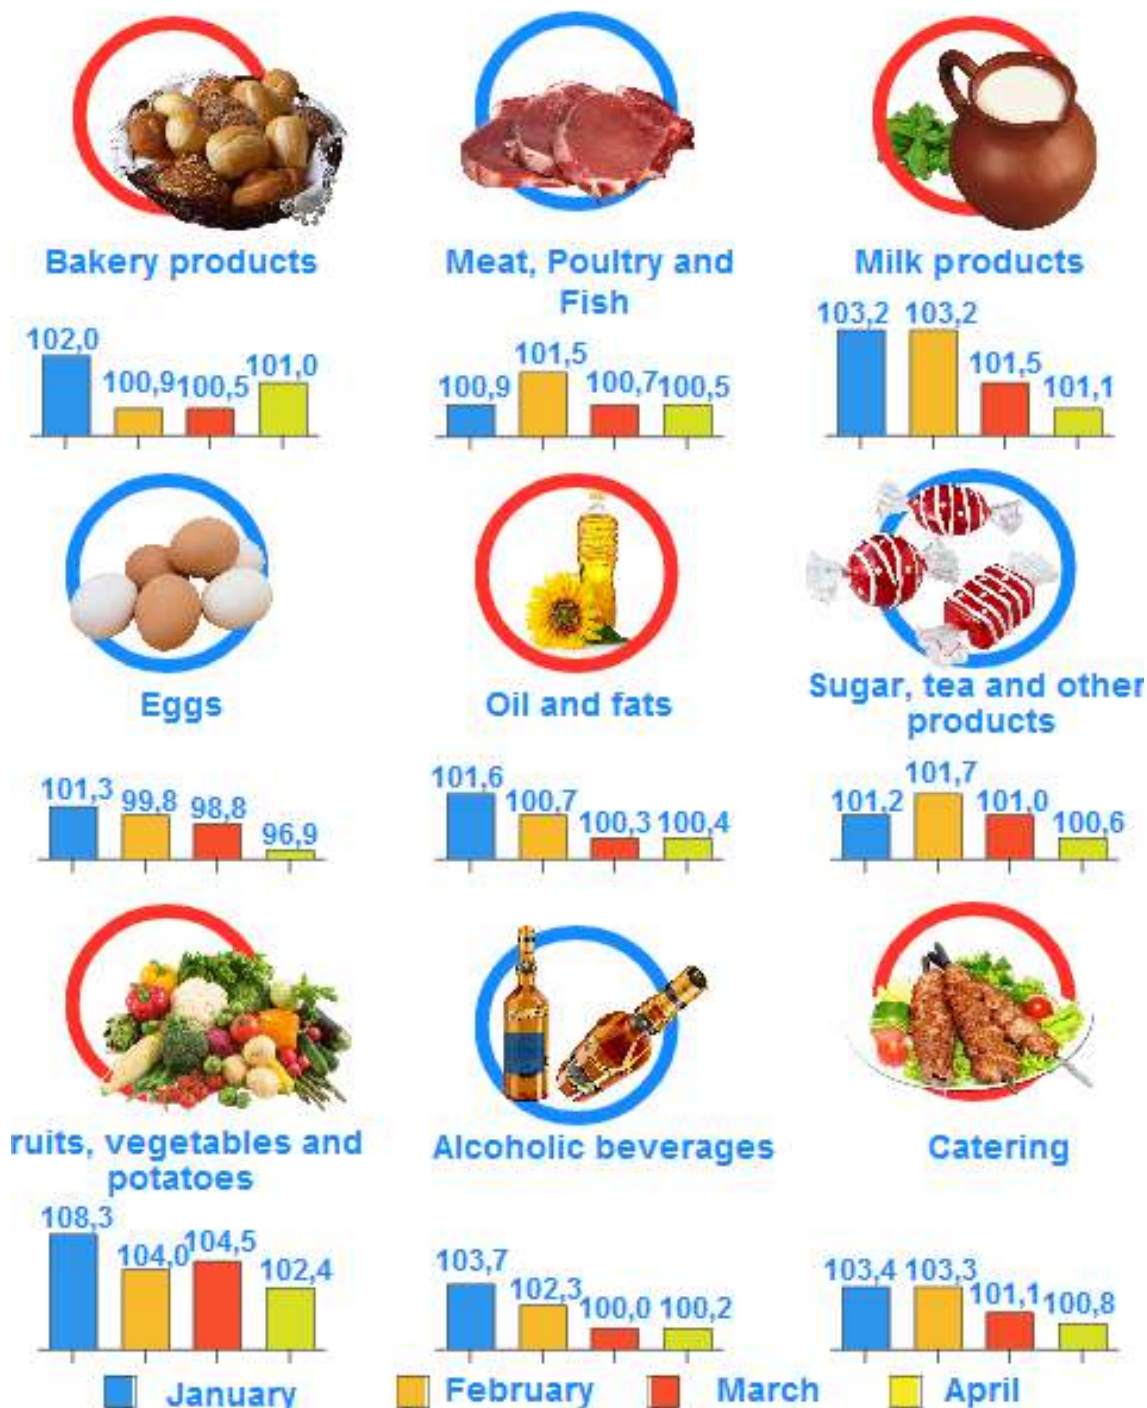 Bakery products
Meat, Poultry and
Fish
Milk products
102,0
100,9
100,5
101,0
100,9
101,5
100,7
100,5
103,2
103,2
101,5
101,1
Eggs
Oil and fats
Sugar, tea and other
products
101,3
99,8
98,8
96,9
101,6
100,7
100,3
100,4
101,2
101,7
101,0
100,6
ruits, vegetables and
potatoes
Alcoholic beverages
Catering
108,3
104,0
104,5
102,4
103,7
102,3
100,0
100,2
103,4
103,3
101,1
100,8
January
February
March
April